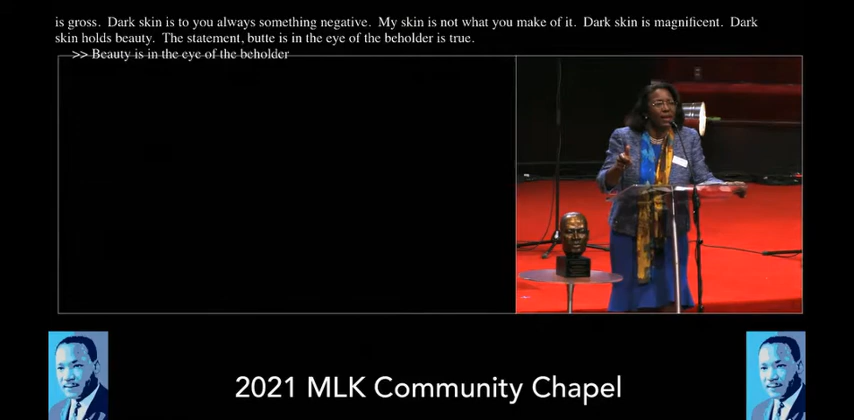 is gross. Dark skin is to you always something negative. My skin is not what you make of it. Dark skin is magnificent. Dark
skin holds beauty. The statement, butte is in the eye of the beholder is true.
>> Beauty is in the eye of the beholder
2021 MLK Community Chapel